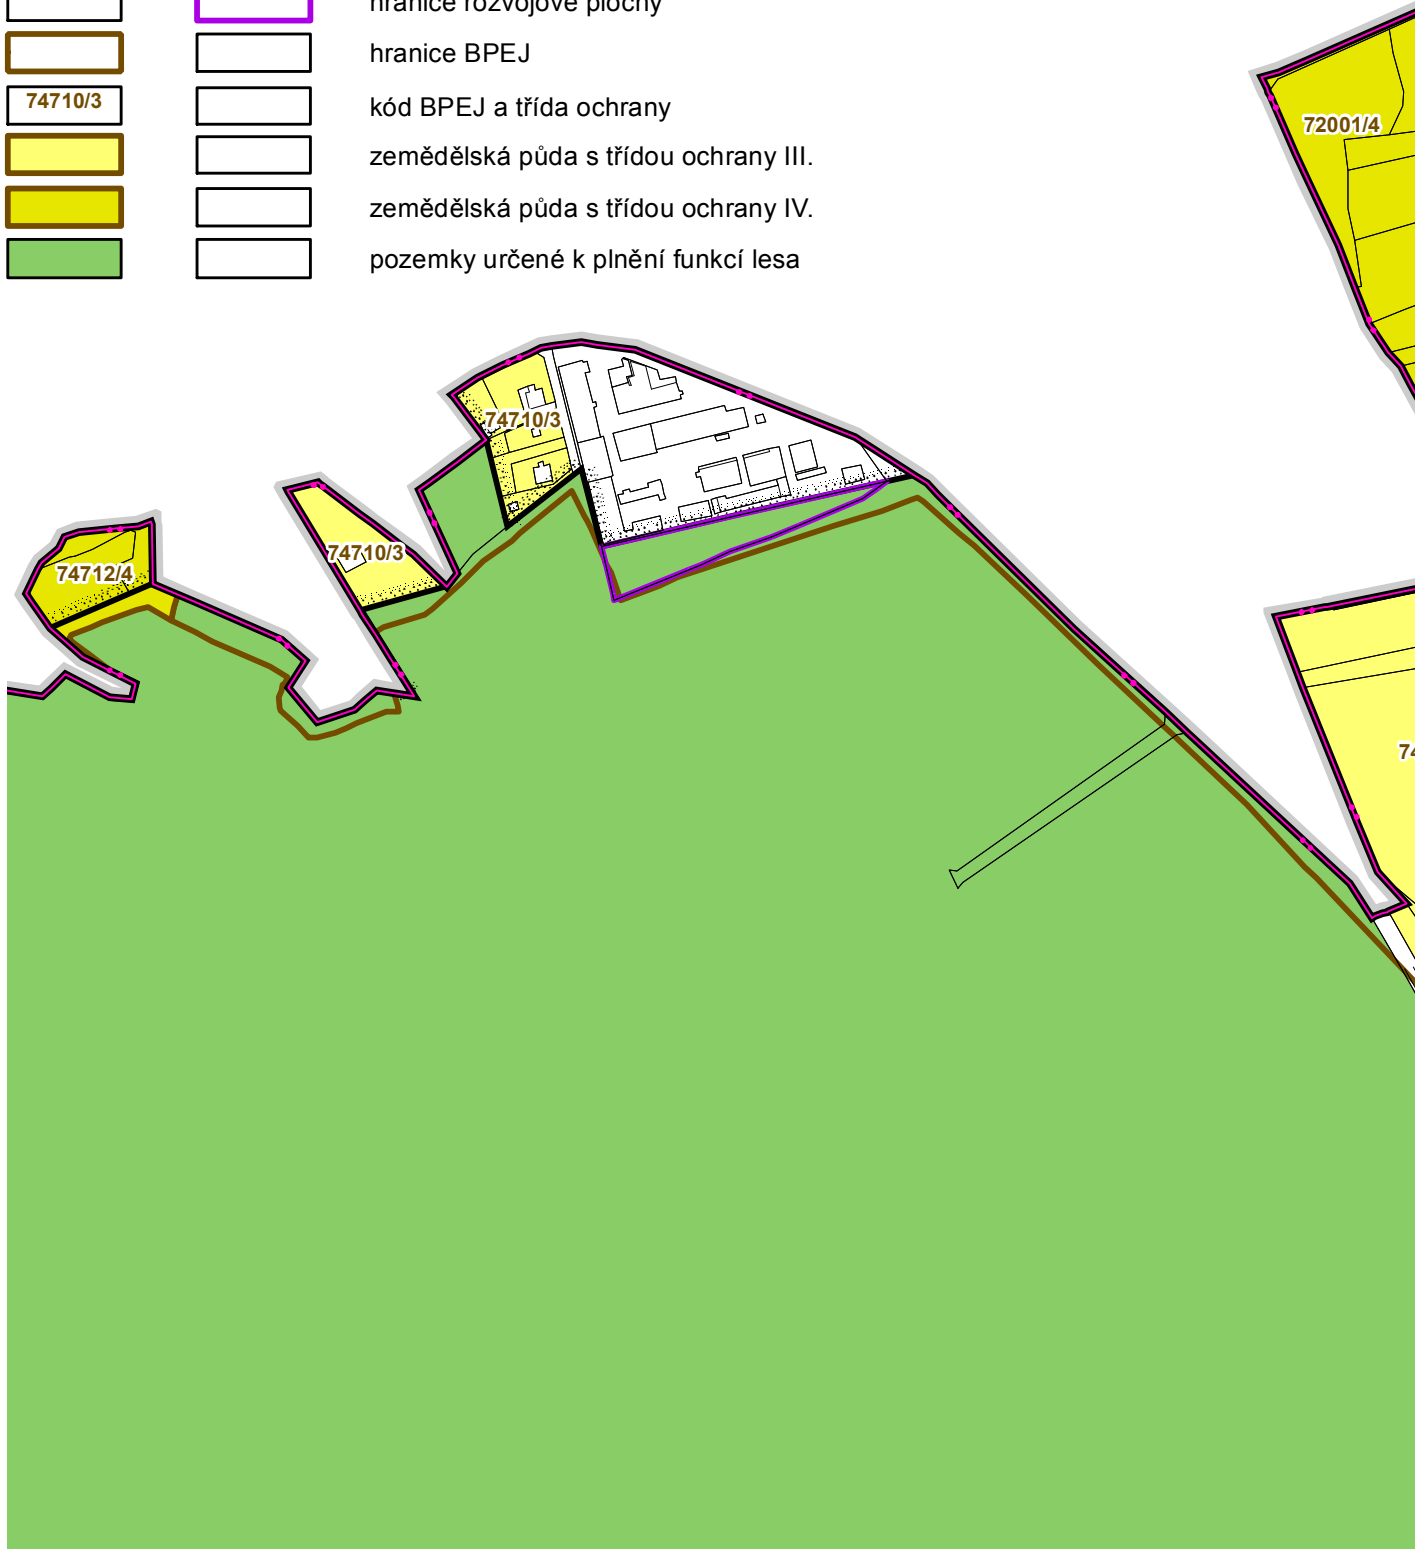 hranice rozvojové plochy
hranice BPEJ
74710/3
kód BPEJ a třída ochrany
zemědělská půda s třídou ochrany III.
zemědělská půda s třídou ochrany IV.
pozemky určené k plnění funkcí lesa
72001/4
74710/3
74710/3
74712/4
74